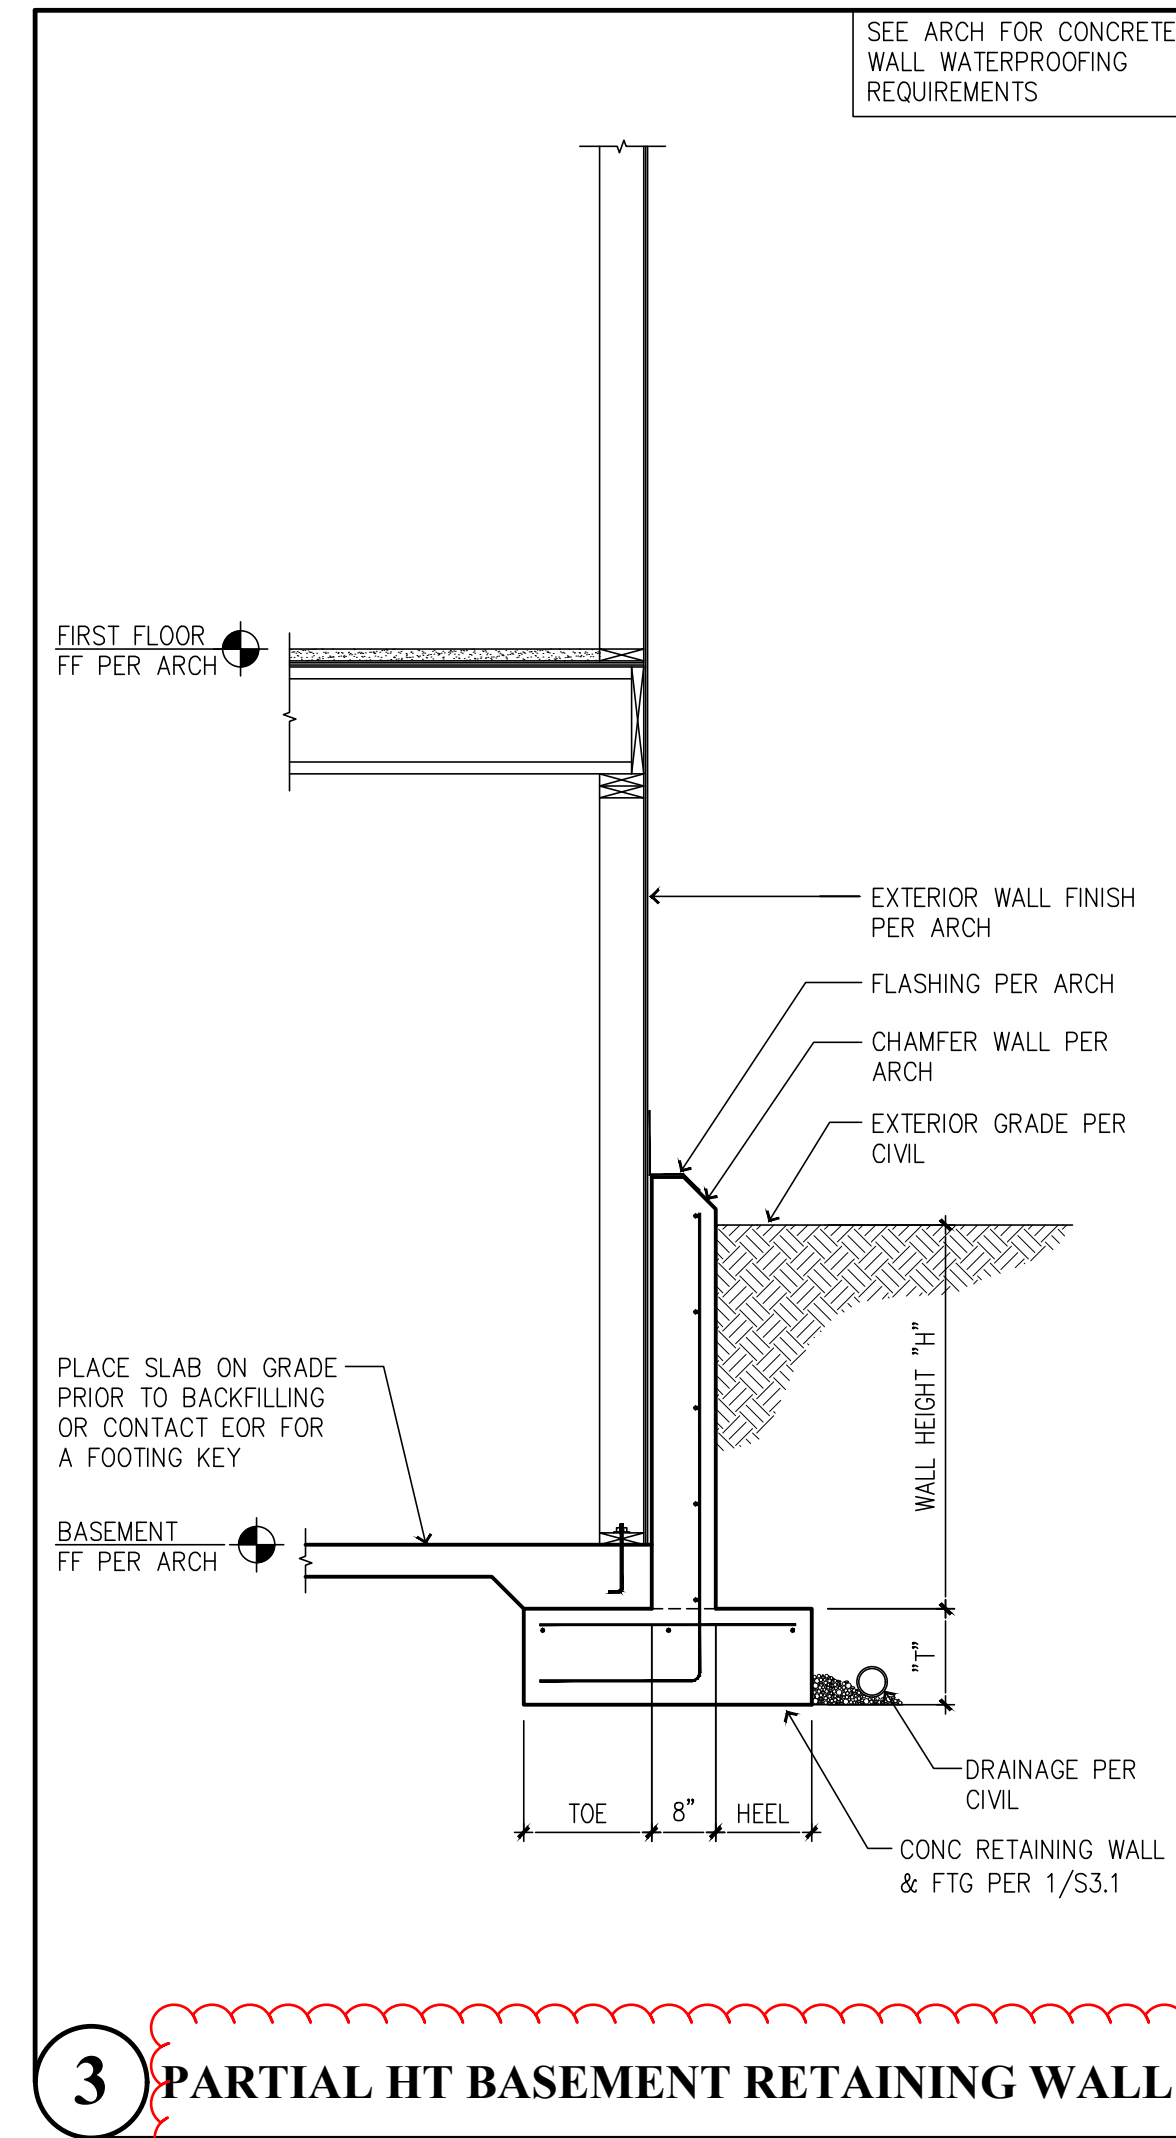 SEE ARCH FOR CONCRETE
WALL WATERPROOFING
REQUIREMENTS
FIRST FLOOR
FF PER ARCH
EXTERIOR WALL FINISH
PER ARCH
FLASHING PER ARCH
CHAMFER WALL PER
ARCH
EXTERIOR GRADE PER
CIVIL
WALL HEIGHT "H"
PLACE SLAB ON GRADE
PRIOR TO BACKFILLING
OR CONTACT EOR FOR
A FOOTING KEY
BASEMENT
FF PER ARCH
"T"
DRAINAGE PER
CIVIL
TOE
8"
HEEL
CONC RETAINING WALL
& FTG PER 1/S3.1
3
PARTIAL HT BASEMENT RETAINING WALL